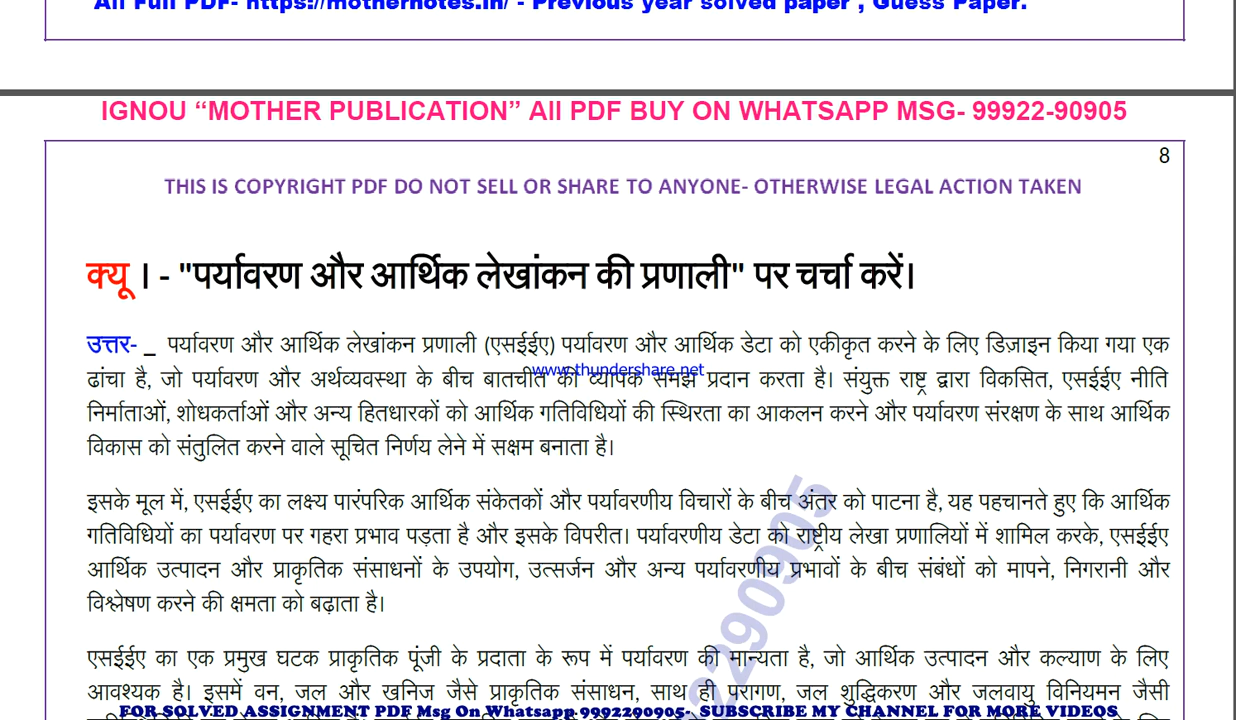 All Full PDF- https://mothernotes.in/ - Previous year solved paper , Guess Paper.
IGNOU “MOTHER PUBLICATION” All PDF BUY ON WHATSAPP MSG- 99922-90905
8
THIS IS COPYRIGHT PDF DO NOT SELL OR SHARE TO ANYONE- OTHERWISE LEGAL ACTION TAKEN
क्यू । - "पर्यावरण और आर्थिक लेखांकन की प्रणाली" पर चर्चा करें।
उत्तर- _ पर्यावरण और आर्थिक लेखांकन प्रणाली (एसईईए) पर्यावरण और आर्थिक डेटा को एकीकृत करने के लिए डिज़ाइन किया गया एक
ढांचा है, जो पर्यावरण और अर्थव्यवस्था के बीच बातचीत की व्यापक समझ प्रदान करता है। संयुक्त राष्ट्र द्वारा विकसित, एसईईए नीति
www.thundershare.net
निर्माताओं, शोधकर्ताओं और अन्य हितधारकों को आर्थिक गतिविधियों की स्थिरता का आकलन करने और पर्यावरण संरक्षण के साथ आर्थिक
विकास को संतुलित करने वाले सूचित निर्णय लेने में सक्षम बनाता है।
इसके मूल में, एसईईए का लक्ष्य पारंपरिक आर्थिक संकेतकों और पर्यावरणीय विचारों के बीच अंतर को पाटना है, यह पहचानते हुए कि आर्थिक
गतिविधियों का पर्यावरण पर गहरा प्रभाव पड़ता है और इसके विपरीत। पर्यावरणीय डेटा को राष्ट्रीय लेखा प्रणालियों में शामिल करके, एसईईए
आर्थिक उत्पादन और प्राकृतिक संसाधनों के उपयोग, उत्सर्जन और अन्य पर्यावरणीय प्रभावों के बीच संबंधों को मापने, निगरानी और
विश्लेषण करने की क्षमता को बढ़ाता है।
एसईईए का एक प्रमुख घटक प्राकृतिक पूंजी के प्रदाता के रूप में पर्यावरण की मान्यता है, जो आर्थिक उत्पादन और कल्याण के लिए
आवश्यक है। इसमें वन, जल और खनिज जैसे प्राकृतिक संसाधन, साथ ही परागण, जल शुद्धिकरण और जलवायु विनियमन जैसी
2290905
FOR SOLVED ASSIGNMENT PDF Msg On Whatsapp 9992290905- SUBSCRIBE MY CHANNEL FOR MORE VIDEOS